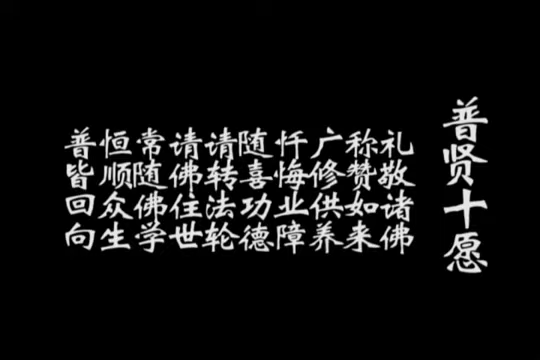 普贤十愿
礼敬诸佛
称赞如来
广修供养
忏悔业障
随喜功德
请转法轮
请佛住世
常随佛学
恒顺众生
普皆回向